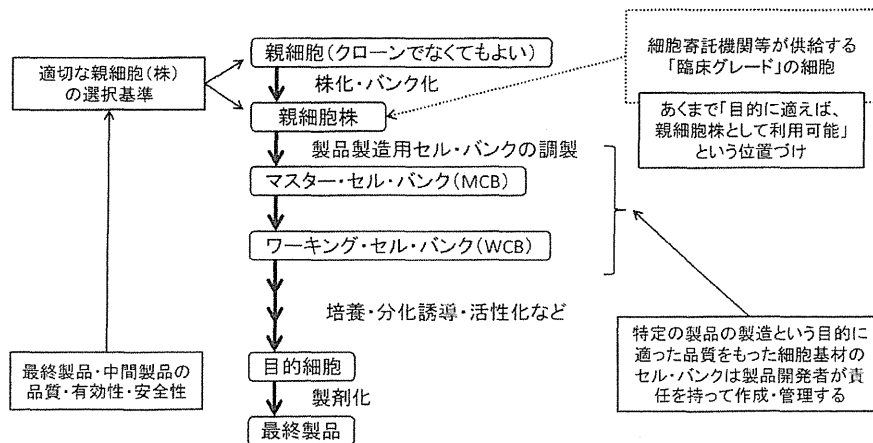 親細胞(クローンでなくてもよい)
株化・バンク化
親細胞株
製品製造用セル・バンクの調製
マスター・セル・バンク(MCB)
ワーキング・セル・バンク(WCB)
培養・分化誘導・活性化など
目的細胞
製剤化
最終製品
適切な親細胞(株)
の選択基準
最終製品・中間製品の
品質・有効性・安全性
細胞寄託機関等が供給する
「臨床グレード」の細胞
あくまで「目的に適えば、
親細胞株として利用可能」
という位置づけ
特定の製品の製造という目的に
適った品質をもった細胞基材の
セル・バンクは製品開発者が責
任を持って作成・管理する